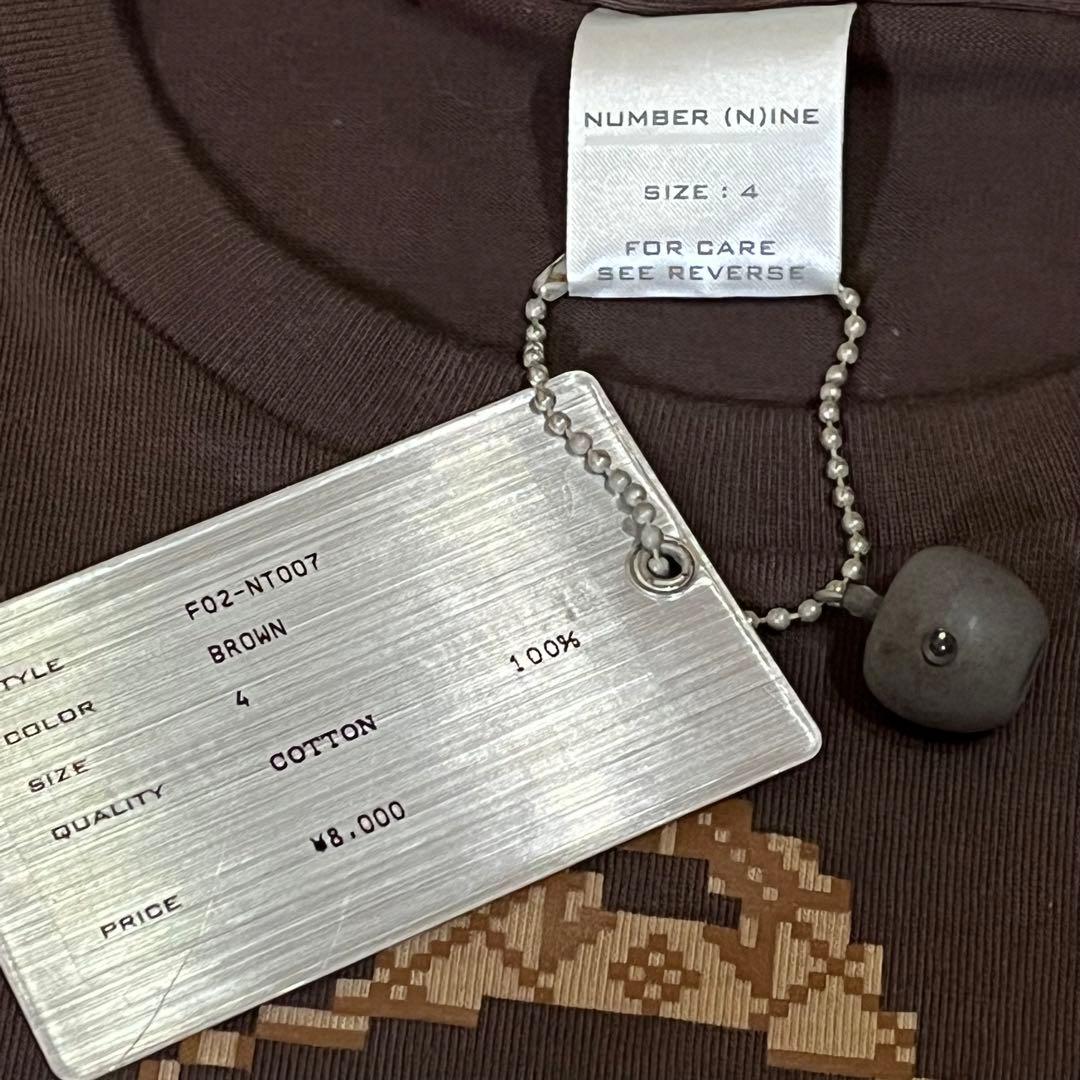 NUMBER (N)INE
SIZE : 4
FOR CARE
SEE REVERSE
TYLE F02-NT007
COLOR BROWN
SIZE 4
QUALITY COTTON 100%
PRICE ¥8,000